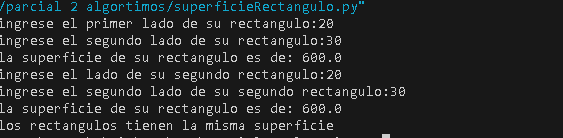 /parcial 2 algortimos/superficieRectangulo.py"
ingrese el primer lado de su rectangulo:20
ingrese el segundo lado de su rectangulo:30
la superficie de su rectangulo es de: 600.0
ingrese el lado de su segundo rectangulo:20
ingrese el segundo lado de su segundo rectangulo:30
la superficie de su rectangulo es de: 600.0
los rectangulos tienen la misma superficie